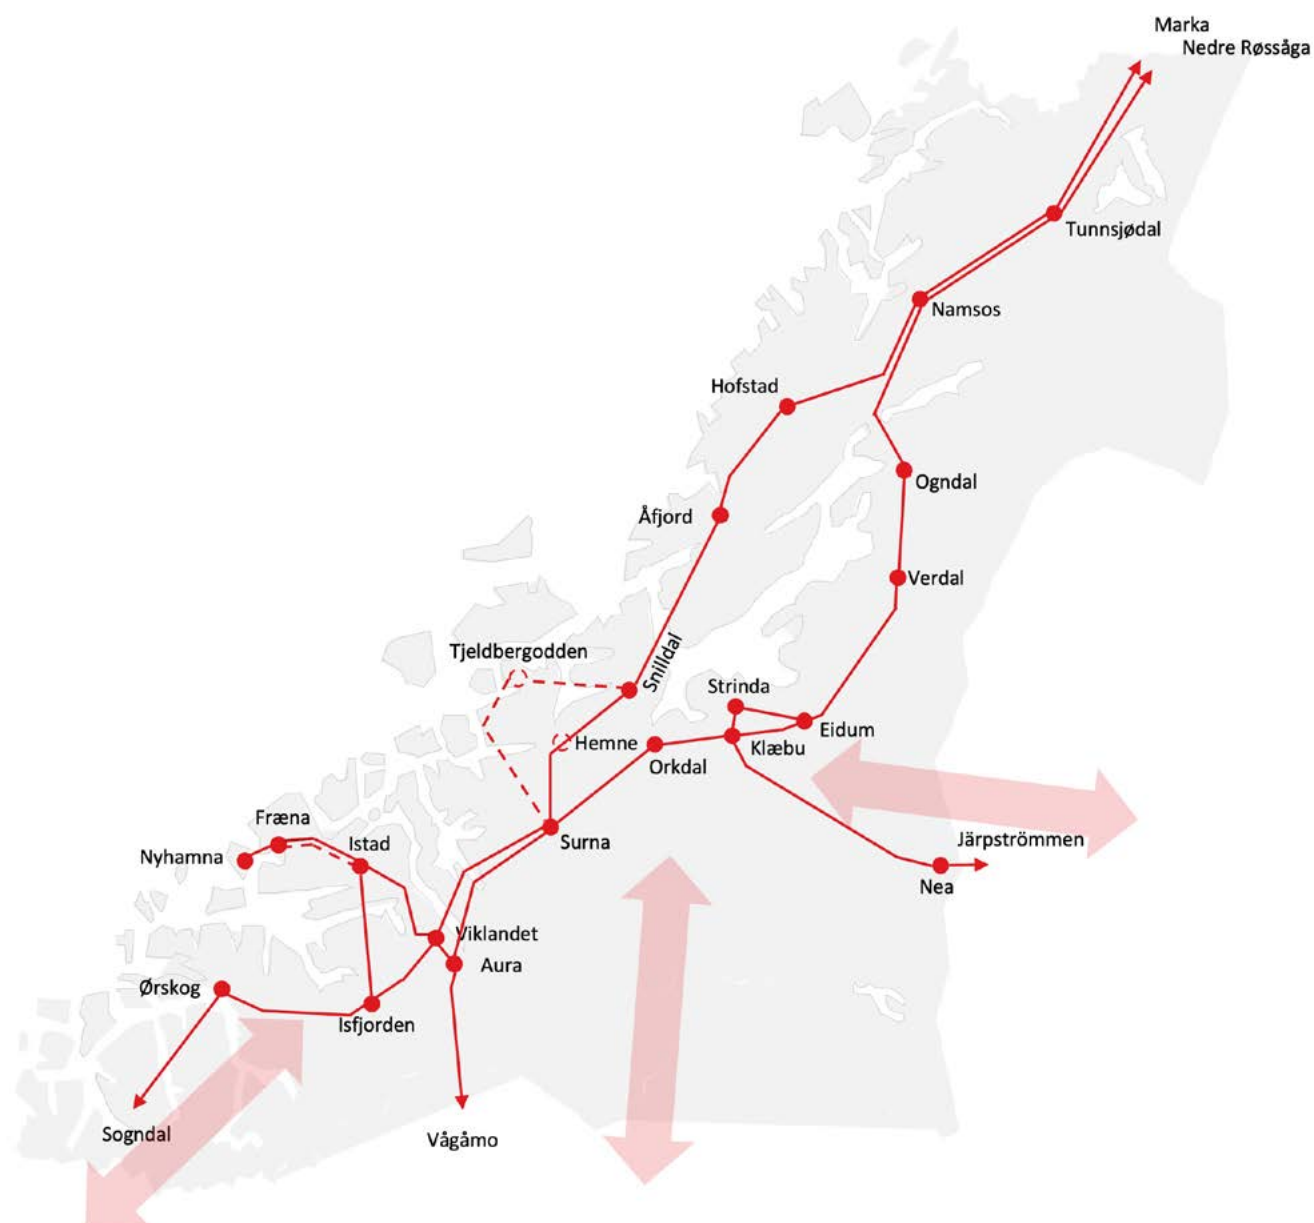 Marka
Nedre Røssåga
Tunnsjødal
Namsos
Hofstad
Ogndal
Åfjord
Verdal
Tjeldbergodden
Snilldal
Strinda
Eidum
Hemne
Klæbu
Orkdal
Fræna
Istad
Surna
Järpströmmen
Nyhamna
Nea
Viklandet
Aura
Ørskog
Isfjorden
Sogndal
Vågåmo